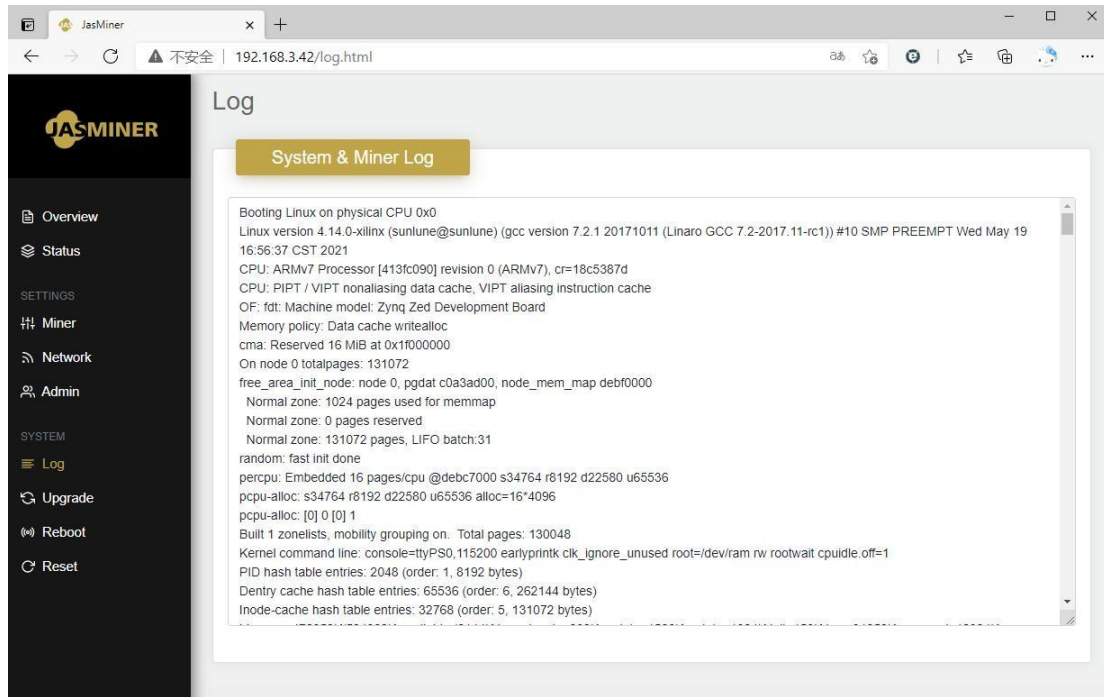 JasMiner
不安全 | 192.168.3.42/log.html
JASMINER
Overview
Status
SETTINGS
Miner
Network
Admin
SYSTEM
Log
Upgrade
Reboot
Reset
Log
System & Miner Log
Booting Linux on physical CPU 0x0
Linux version 4.14.0-xilinx (sunlune@sunlune) (gcc version 7.2.1 20171011 (Linaro GCC 7.2-2017.11-rc1)) #10 SMP PREEMPT Wed May 19
16:56:37 CST 2021
CPU: ARMv7 Processor [413fc090] revision 0 (ARMv7), cr=18c5387d
CPU: PIPT / VIPT nonaliasing data cache, VIPT aliasing instruction cache
OF: fdt: Machine model: Zynq Zed Development Board
Memory policy: Data cache writealloc
cma: Reserved 16 MiB at 0x1f000000
On node 0 totalpages: 131072
free_area_init_node: node 0, pgdat c0a3ad00, node_mem_map debf0000
Normal zone: 1024 pages used for memmap
Normal zone: 0 pages reserved
Normal zone: 131072 pages, LIFO batch:31
random: fast init done
percpu: Embedded 16 pages/cpu @debc7000 s34764 r8192 d22580 u65536
pcpu-alloc: s34764 r8192 d22580 u65536 alloc=16*4096
pcpu-alloc: [0] 0 [0] 1
Built 1 zonelists, mobility grouping on.  Total pages: 130048
Kernel command line: console=ttyPS0,115200 earlyprintk clk_ignore_unused root=/dev/ram rw rootwait cpuidle.off=1
PID hash table entries: 2048 (order: 1, 8192 bytes)
Dentry cache hash table entries: 65536 (order: 6, 262144 bytes)
Inode-cache hash table entries: 32768 (order: 5, 131072 bytes)